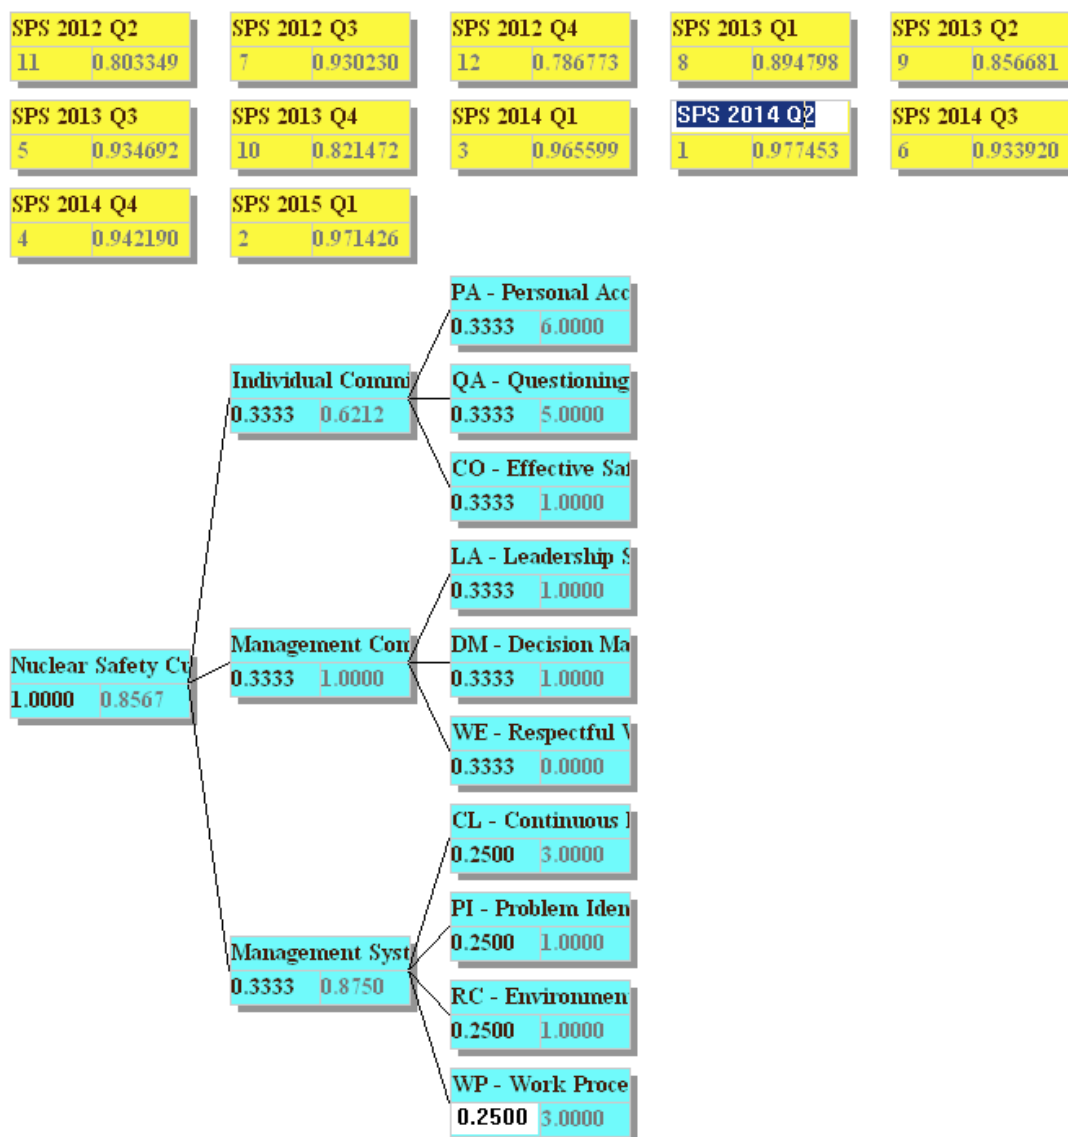 SPS 2012 Q2 SPS 2012 Q3 SPS 2012 Q4 SPS 2013 Q1 SPS 2013 Q2
11 0.803349 7 0.930230 12 0.786773 8 0.894798 9 0.856681
SPS 2013 Q3 SPS 2013 Q4 SPS 2014 Q1 SPS 2014 Q2 SPS 2014 Q3
5 0.934692 10 0.821472 3 0.965599 1 0.977453 6 0.933920
SPS 2014 Q4 SPS 2015 Q1
4 0.942190 2 0.971426
PA - Personal Acc
0.3333 6.0000
Individual Commi
0.3333 0.6212
QA - Questioning
0.3333 5.0000
CO - Effective Saf
0.3333 1.0000
LA - Leadership S
0.3333 1.0000
Management Com
0.3333 1.0000
DM - Decision Ma
0.3333 1.0000
Nuclear Safety Cu
1.0000 0.8567
WE - Respectful W
0.3333 0.0000
CL - Continuous I
0.2500 3.0000
PI - Problem Iden
0.2500 1.0000
Management Syst
0.3333 0.8750
RC - Environmen
0.2500 1.0000
WP - Work Proce
0.2500 3.0000